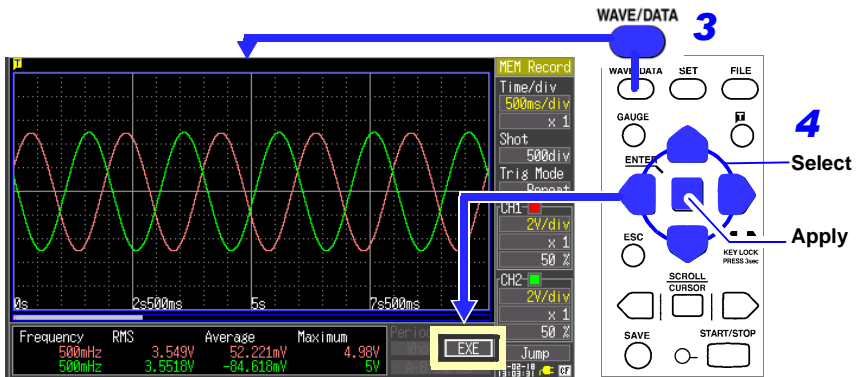 WAVE/DATA
3
T
MEM Record
Time/div
500ms/div
× 1
Shot
500div
Trig Mode
Repeat
CH1-
2V/div
× 1
50 %
CH2-
2V/div
× 1
50 %
Jump
0s
2s500ms
5s
7s500ms
Frequency RMS Average Maximum
500mHz 3.549V 52.221mV 4.98V
500mHz 3.5518V -84.618mV 5V
Period
EXE
CF
WAVE/DATA
SET
FILE
GAUGE
T
4
ENTER
Select
Apply
ESC
KEY LOCK
PRESS 3sec
SCROLL
CURSOR
SAVE
START/STOP